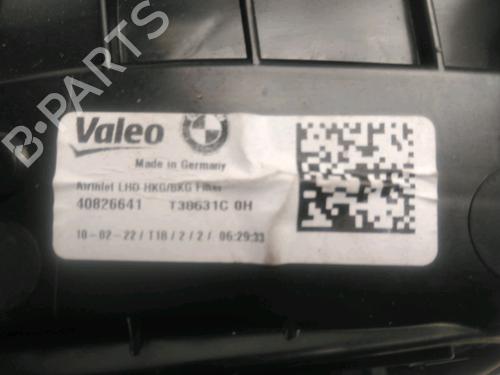 B-PARTS
Valeo
Made in Germany
Airinlet LHD HKG/BKG Filter
40826641 T38631C 0H
10-02-22/T18/2/2/. 06:29:33